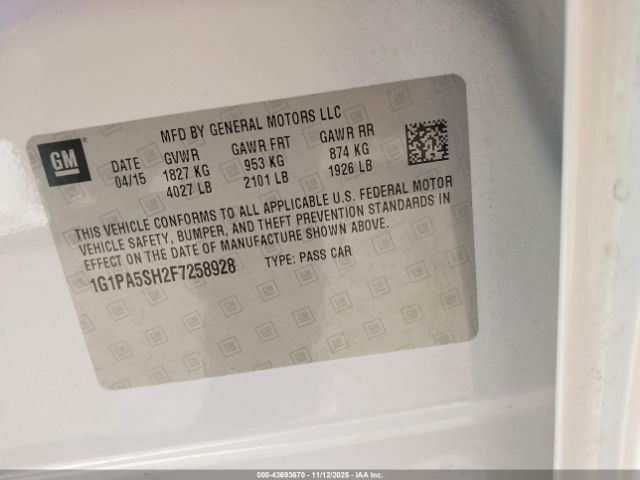 MFD BY GENERAL MOTORS LLC
GM
DATE GVWR GAWR FRT GAWR RR
04/15 1827 KG 953 KG 874 KG
4027 LB 2101 LB 1926 LB
THIS VEHICLE CONFORMS TO ALL APPLICABLE U.S. FEDERAL MOTOR
VEHICLE SAFETY, BUMPER, AND THEFT PREVENTION STANDARDS IN
EFFECT ON THE DATE OF MANUFACTURE SHOWN ABOVE.
1G1PA5SH2F7258928 TYPE: PASS CAR
000-43693670 - 11/12/2025 - IAA Inc.